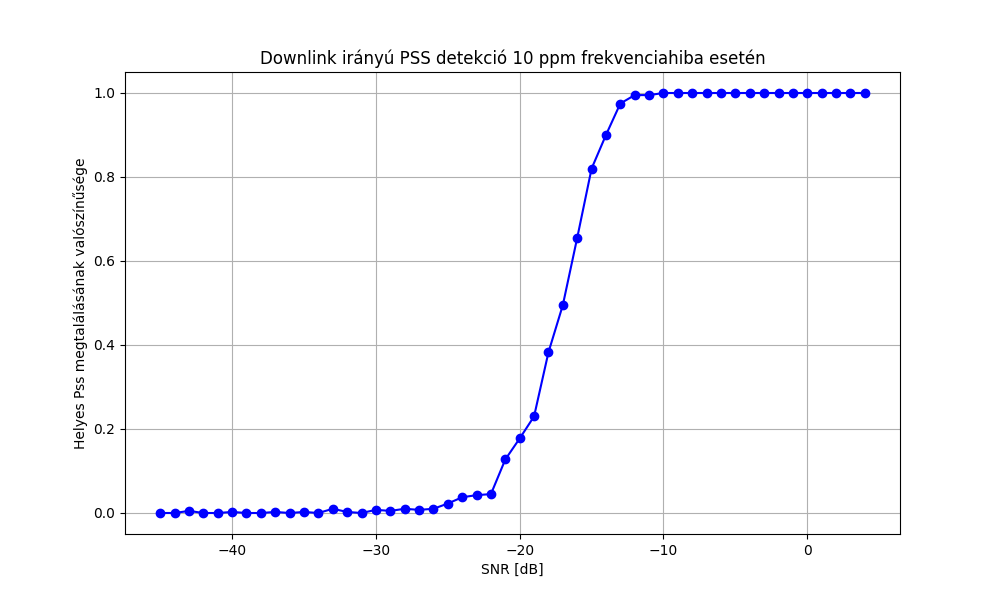 Downlink irányú PSS detekció 10 ppm frekvenciahiba esetén
Helyes Pss megtalálásának valószínűsége
1.0
0.8
0.6
0.4
0.2
0.0
−40 −30 −20 −10 0
SNR [dB]